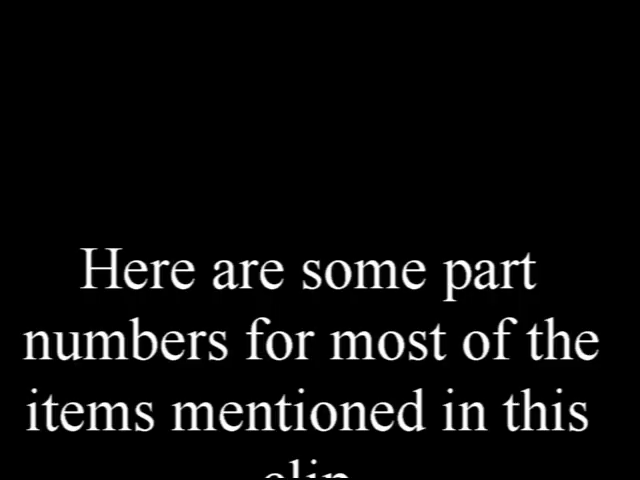 Here are some part
numbers for most of the
items mentioned in this
clip